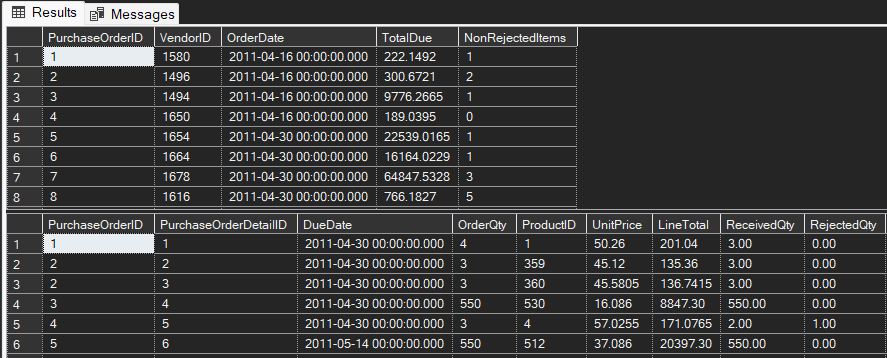 Results Messages
PurchaseOrderID VendorID OrderDate TotalDue NonRejectedItems
1 1 1580 2011-04-16 00:00:00.000 222.1492 1
2 2 1496 2011-04-16 00:00:00.000 300.6721 2
3 3 1494 2011-04-16 00:00:00.000 9776.2665 1
4 4 1650 2011-04-16 00:00:00.000 189.0395 0
5 5 1654 2011-04-30 00:00:00.000 22539.0165 1
6 6 1664 2011-04-30 00:00:00.000 16164.0229 1
7 7 1678 2011-04-30 00:00:00.000 64847.5328 3
8 8 1616 2011-04-30 00:00:00.000 766.1827 5
PurchaseOrderID PurchaseOrderDetailID DueDate OrderQty ProductID UnitPrice LineTotal ReceivedQty RejectedQty
1 1 1 2011-04-30 00:00:00.000 4 1 50.26 201.04 3.00 0.00
2 2 2 2011-04-30 00:00:00.000 3 359 45.12 135.36 3.00 0.00
3 2 3 2011-04-30 00:00:00.000 3 360 45.5805 136.7415 3.00 0.00
4 3 4 2011-04-30 00:00:00.000 550 530 16.086 8847.30 550.00 0.00
5 4 5 2011-04-30 00:00:00.000 3 4 57.0255 171.0765 2.00 1.00
6 5 6 2011-05-14 00:00:00.000 550 512 37.086 20397.30 550.00 0.00